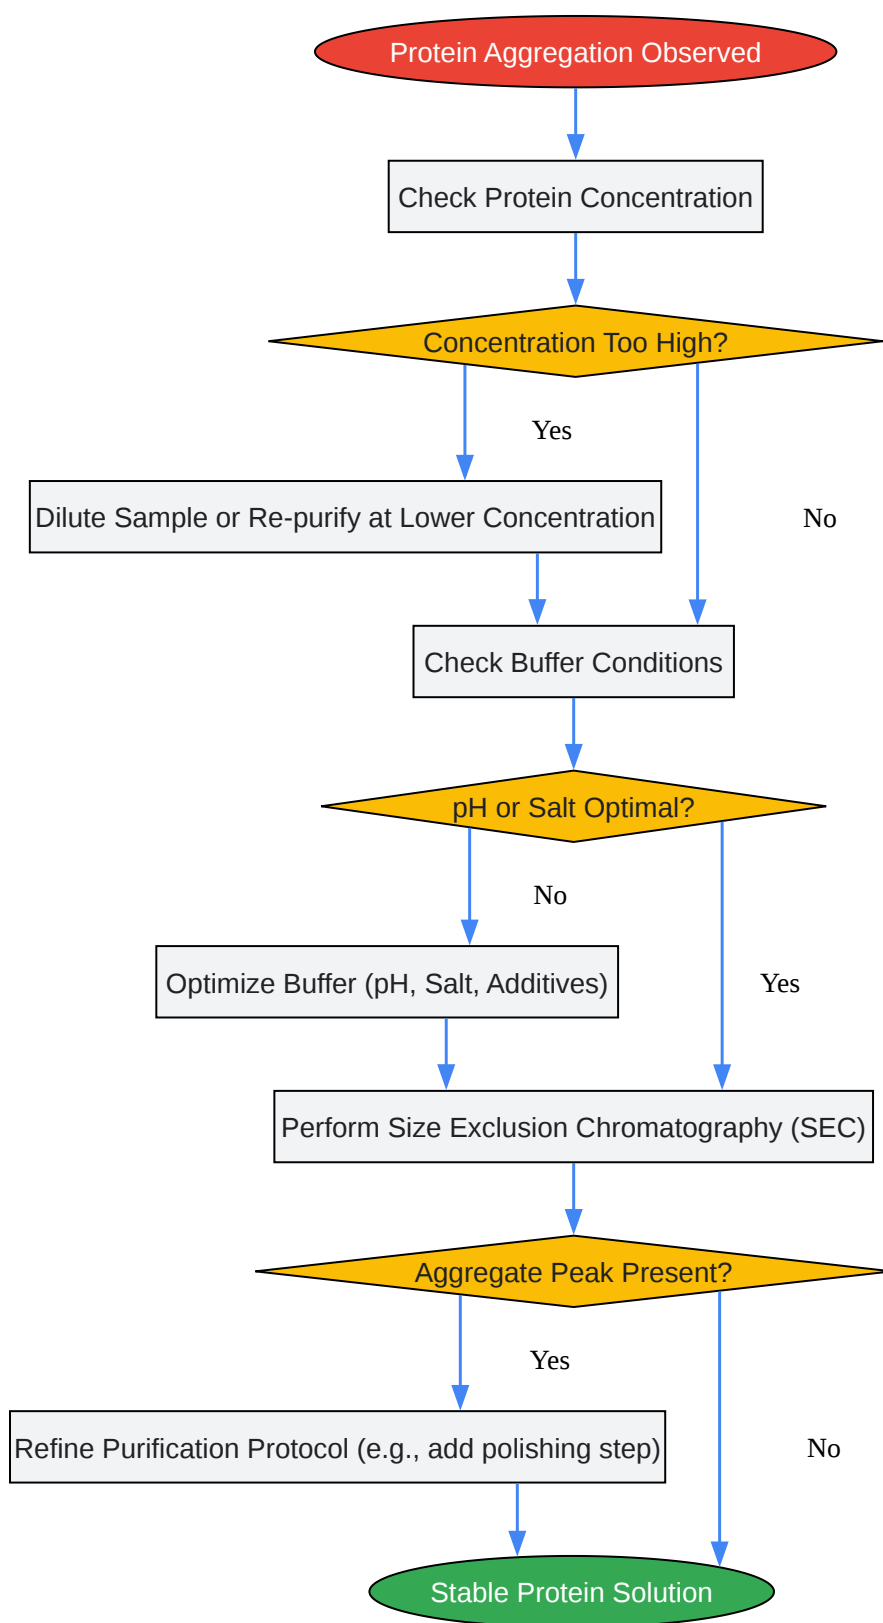 Protein Aggregation Observed
Check Protein Concentration
Concentration Too High?
Yes
Dilute Sample or Re-purify at Lower Concentration
No
Check Buffer Conditions
pH or Salt Optimal?
No
Optimize Buffer (pH, Salt, Additives)
Yes
Perform Size Exclusion Chromatography (SEC)
Aggregate Peak Present?
Yes
Refine Purification Protocol (e.g., add polishing step)
No
Stable Protein Solution